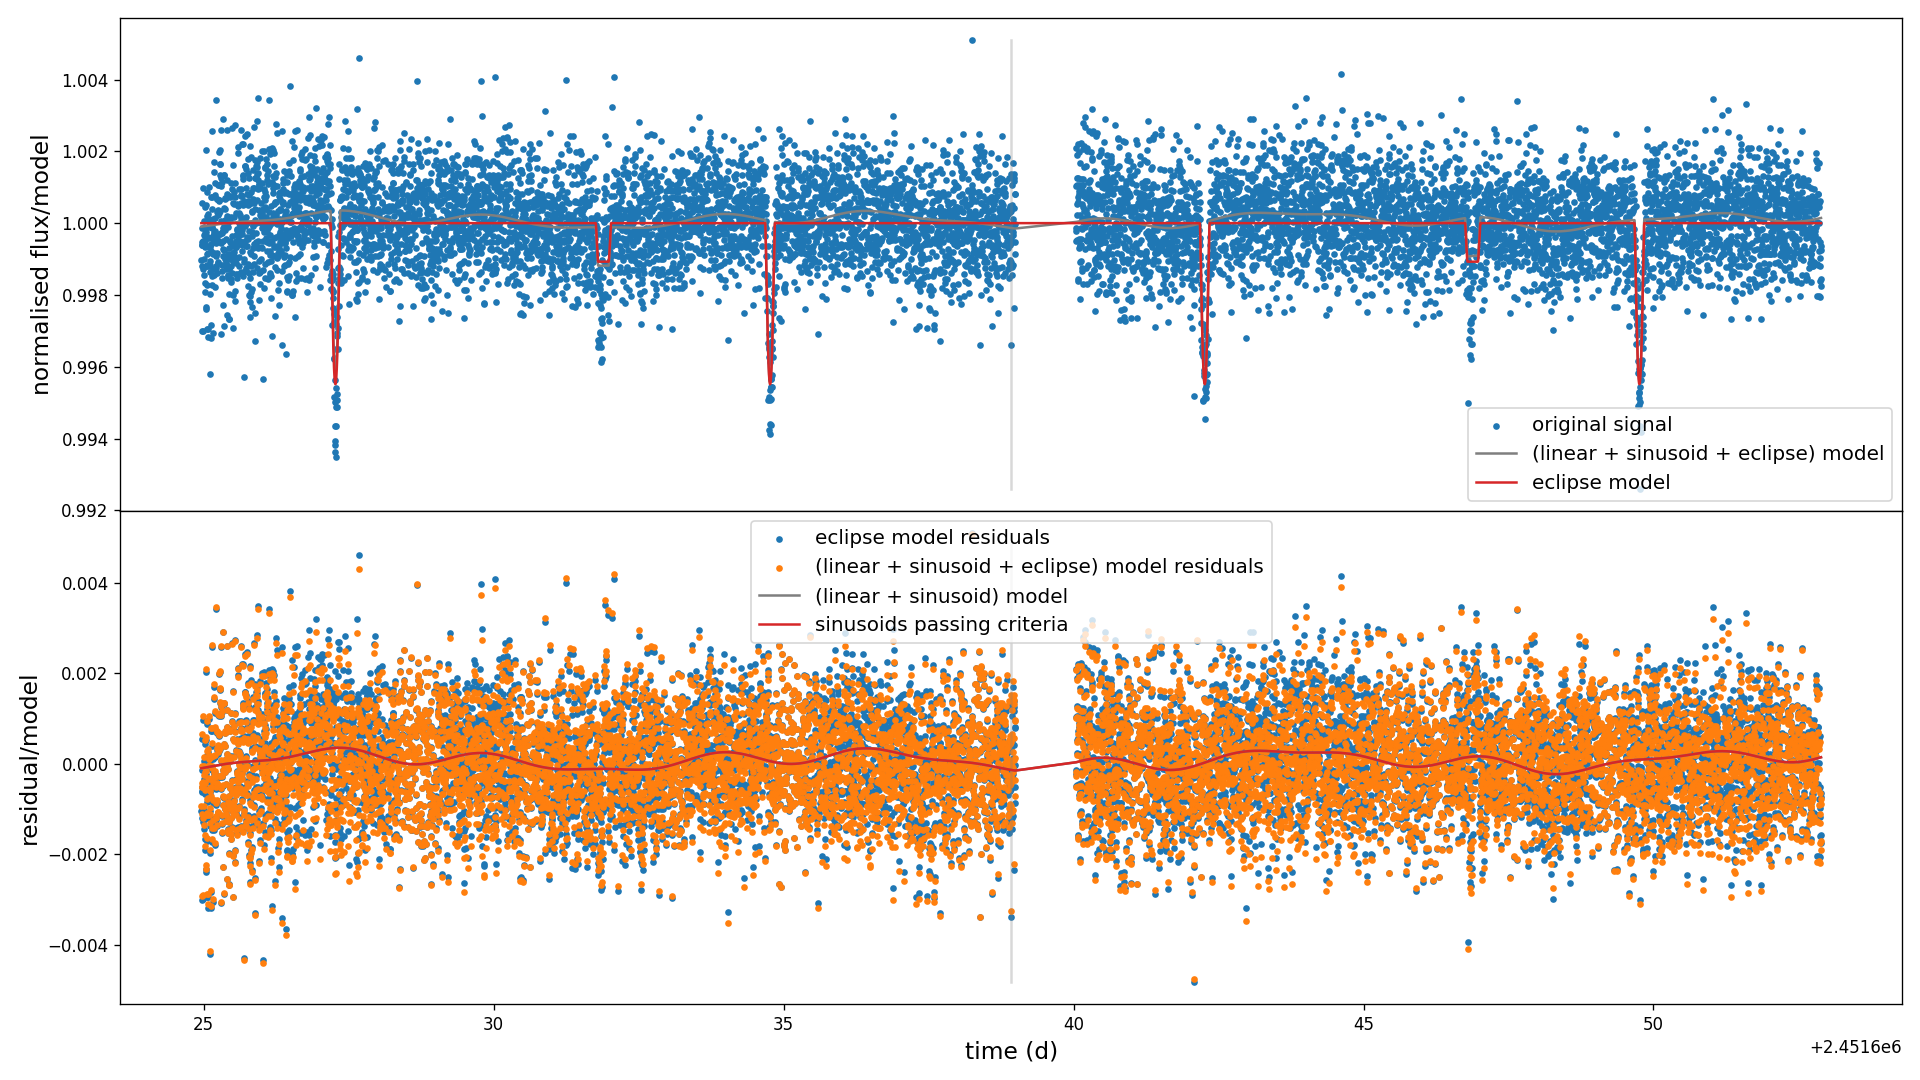 normalised flux/model
1.004
1.002
1.000
0.998
0.996
0.994
0.992
original signal
(linear + sinusoid + eclipse) model
eclipse model
residual/model
0.004
0.002
0.000
−0.002
−0.004
eclipse model residuals
(linear + sinusoid + eclipse) model residuals
(linear + sinusoid) model
sinusoids passing criteria
25
30
35
40
45
50
time (d)
+2.4516e6